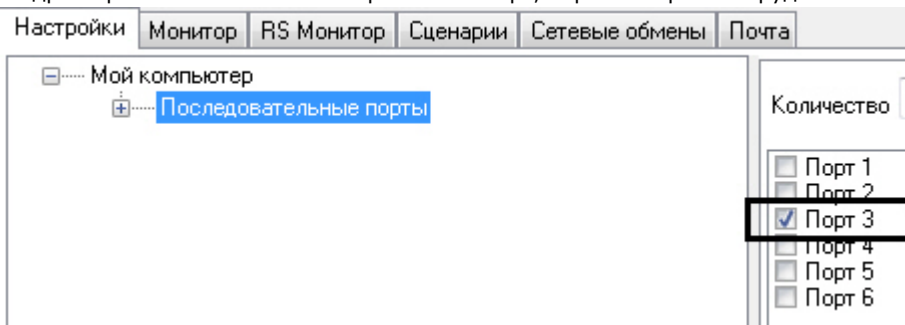 Настройки Монитор RS Монитор Сценарии Сетевые обмены Почта
Мой компьютер
Последовательные порты
Количество
Порт 1
Порт 2
Порт 3
Порт 4
Порт 5
Порт 6